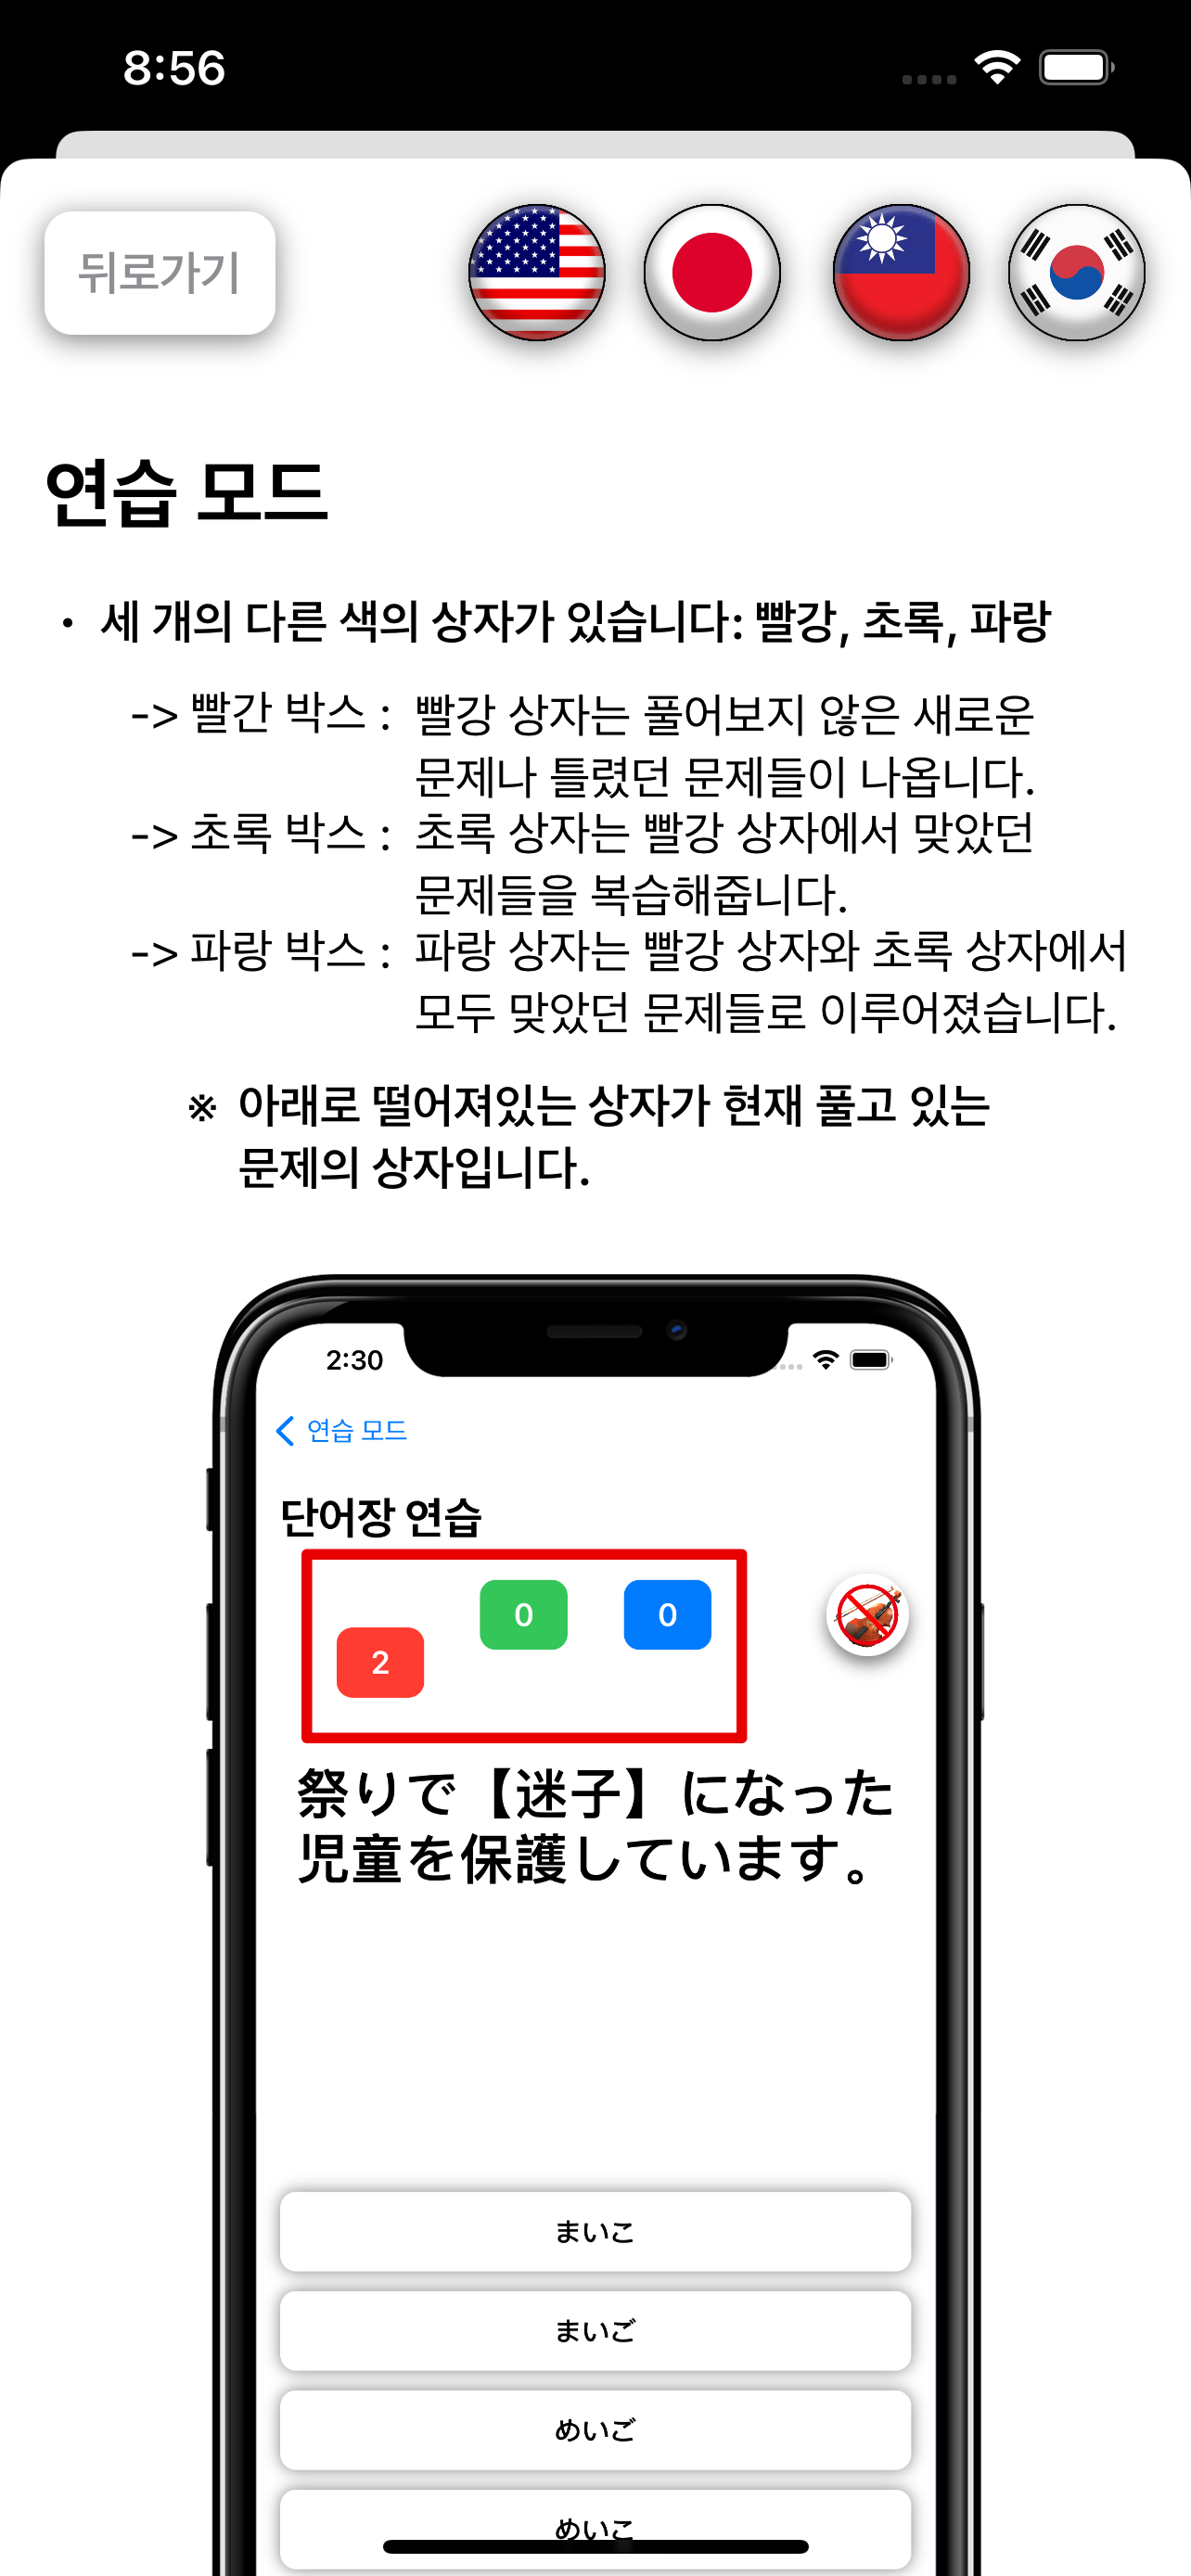 8:56
뒤로가기
연습 모드
• 세 개의 다른 색의 상자가 있습니다: 빨강, 초록, 파랑
-> 빨간 박스 : 빨강 상자는 풀어보지 않은 새로운
문제나 틀렸던 문제들이 나옵니다.
-> 초록 박스 : 초록 상자는 빨강 상자에서 맞았던
문제들을 복습해줍니다.
-> 파랑 박스 : 파랑 상자는 빨강 상자와 초록 상자에서
모두 맞았던 문제들로 이루어졌습니다.
※ 아래로 떨어져있는 상자가 현재 풀고 있는
문제의 상자입니다.
2:30
연습 모드
단어장 연습
2 0 0
祭りで【迷子】になった
児童を保護しています。
まいこ
まいご
めいご
めいこ